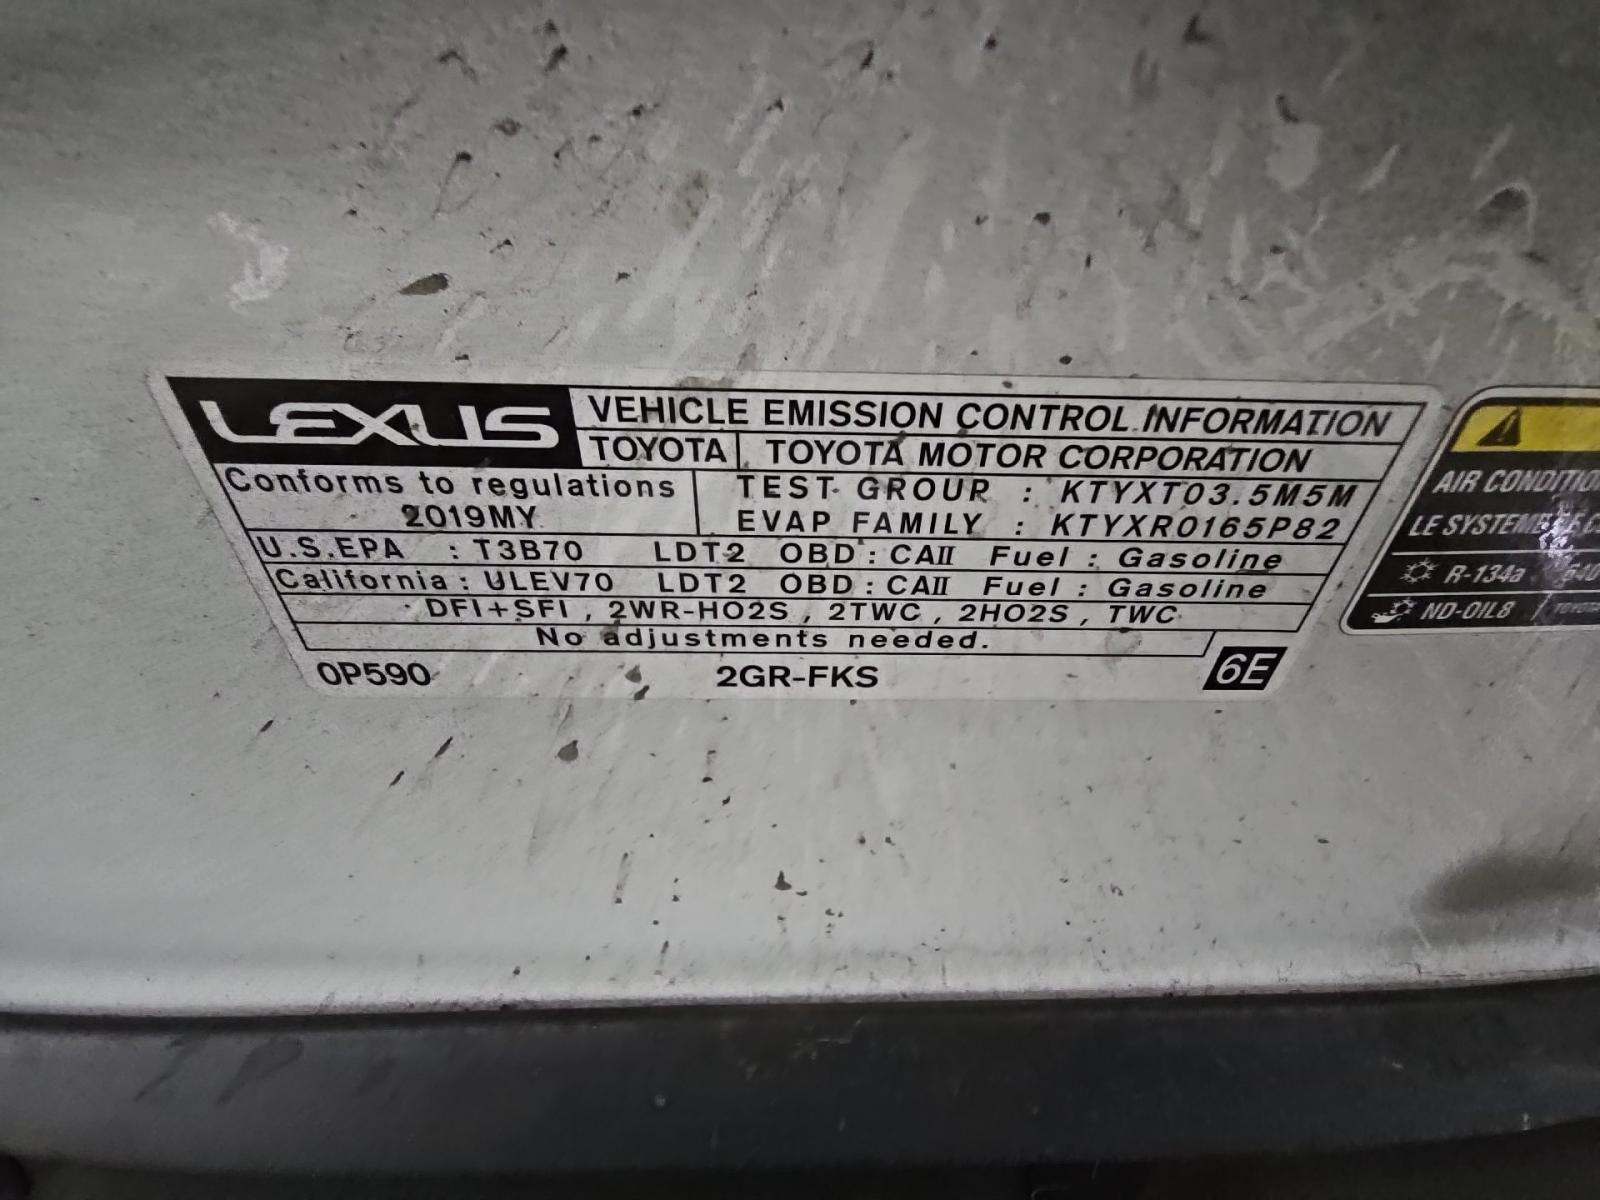 LEXUS VEHICLE EMISSION CONTROL INFORMATION
TOYOTA TOYOTA MOTOR CORPORATION
Conforms to regulations
2019MY
TEST GROUP : KTYXT03.5M5M
EVAP FAMILY : KTYXR0165P82
U.S.EPA : T3B70 LDT2 OBD : CAII Fuel : Gasoline
California : ULEV70 LDT2 OBD : CAII Fuel : Gasoline
DFI+SFI , 2WR-HO2S , 2TWC , 2HO2S , TWC
No adjustments needed.
0P590 2GR-FKS 6E
AIR CONDITIO
LE SYSTEME
R-134a
ND-OIL8 TOYOTA